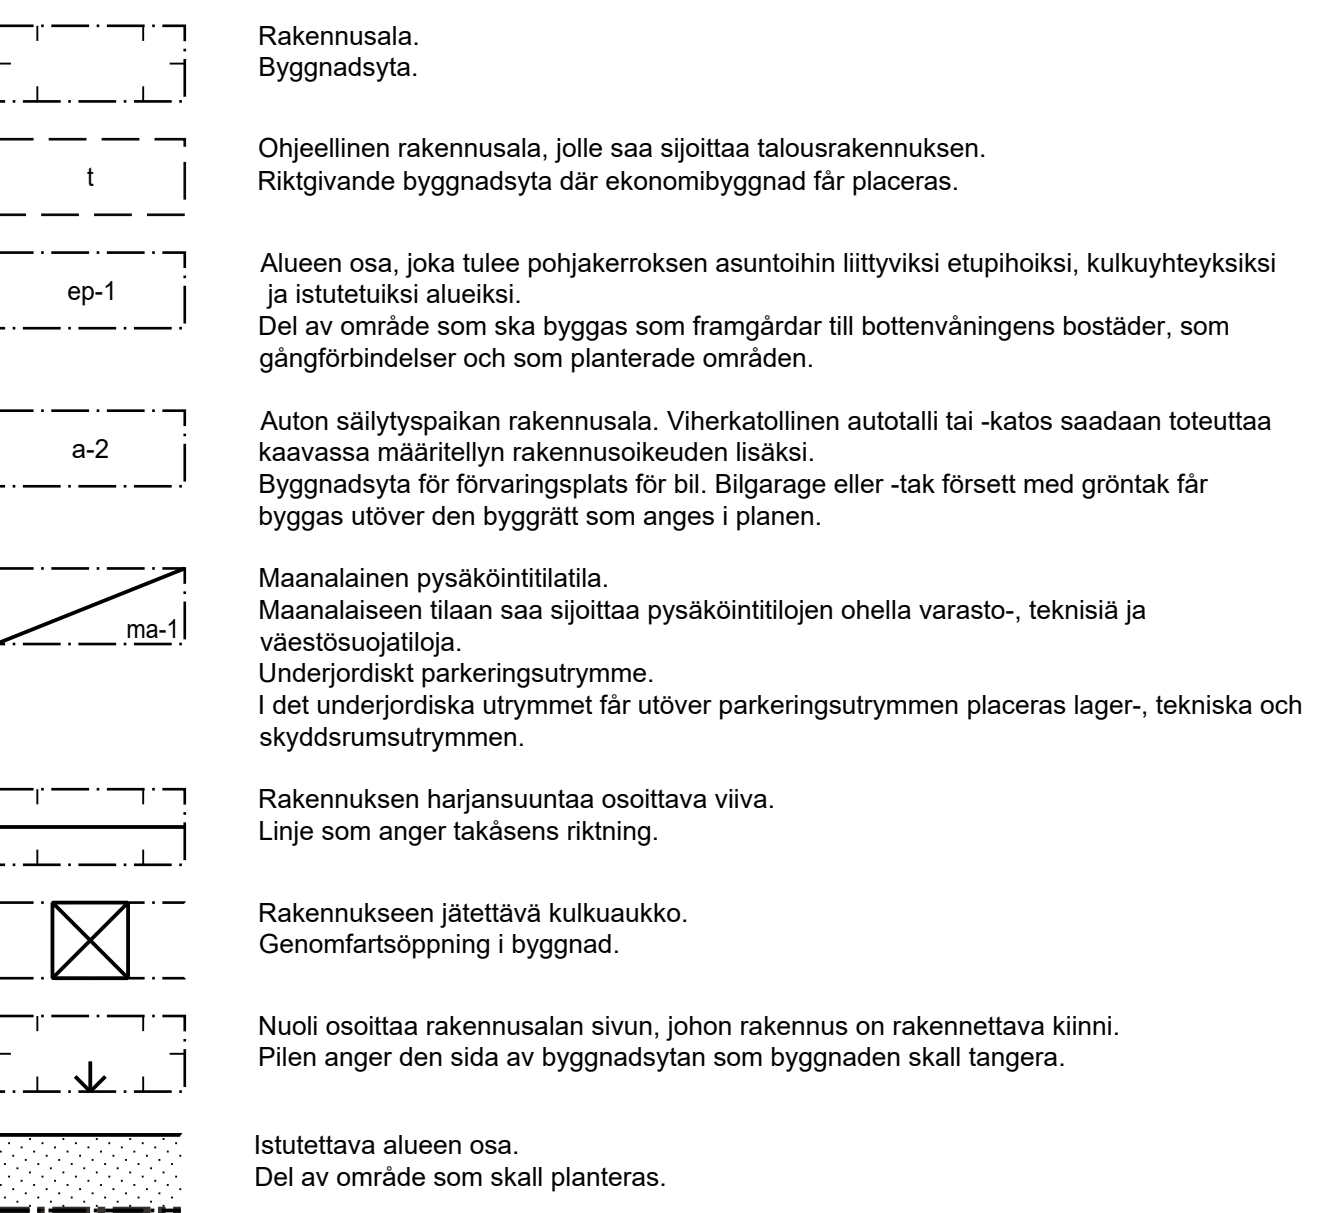 Rakennusala.
Byggnadsyta.
t
Ohjeellinen rakennusala, jolle saa sijoittaa talousrakennuksen.
Riktgivande byggnadsyta där ekonomibyggnad får placeras.
ep-1
Alueen osa, joka tulee pohjakerroksen asuntoihin liittyviksi etupihoiksi, kulkuyhteyksiksi
ja istutetuiksi alueiksi.
Del av område som ska byggas som framgårdar till bottenvåningens bostäder, som
gångförbindelser och som planterade områden.
a-2
Auton säilytyspaikan rakennusala. Viherkatollinen autotalli tai -katos saadaan toteuttaa
kaavassa määritellyn rakennusoikeuden lisäksi.
Byggnadsyta för förvaringsplats för bil. Bilgarage eller -tak försett med gröntak får
byggas utöver den byggrätt som anges i planen.
ma-1
Maanalainen pysäköintitilatila.
Maanalaiseen tilaan saa sijoittaa pysäköintitilojen ohella varasto-, teknisiä ja
väestösuojatiloja.
Underjordiskt parkeringsutrymme.
I det underjordiska utrymmet får utöver parkeringsutrymmen placeras lager-, tekniska och
skyddsrumsutrymmen.
Rakennuksen harjansuuntaa osoittava viiva.
Linje som anger takåsens riktning.
Rakennukseen jätettävä kulkuaukko.
Genomfartsöppning i byggnad.
Nuoli osoittaa rakennusalan sivun, johon rakennus on rakennettava kiinni.
Pilen anger den sida av byggnadsytan som byggnaden skall tangera.
Istutettava alueen osa.
Del av område som skall planteras.